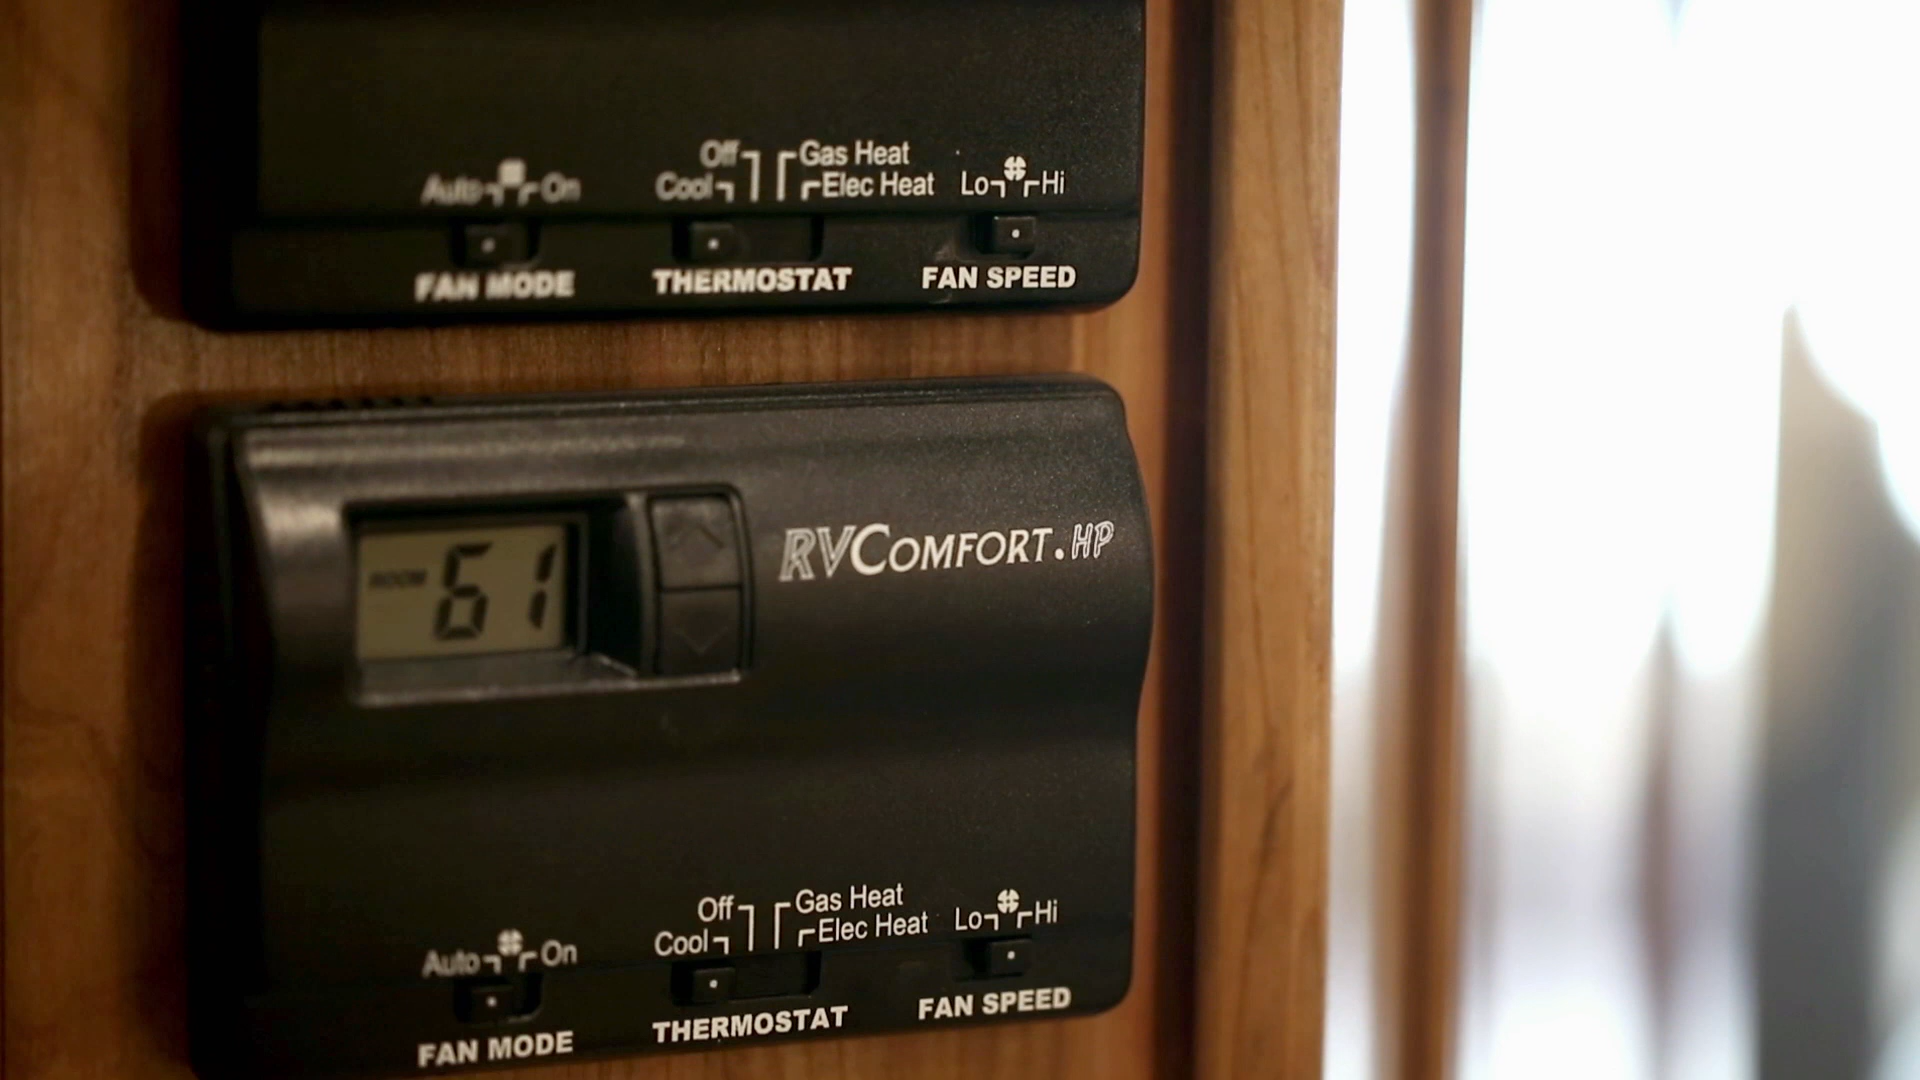 Off Gas Heat
Auto On Cool Elec Heat Lo Hi
FAN MODE THERMOSTAT FAN SPEED
ROOM 61
RVCOMFORT.HP
Off Gas Heat
Auto On Cool Elec Heat Lo Hi
FAN MODE THERMOSTAT FAN SPEED